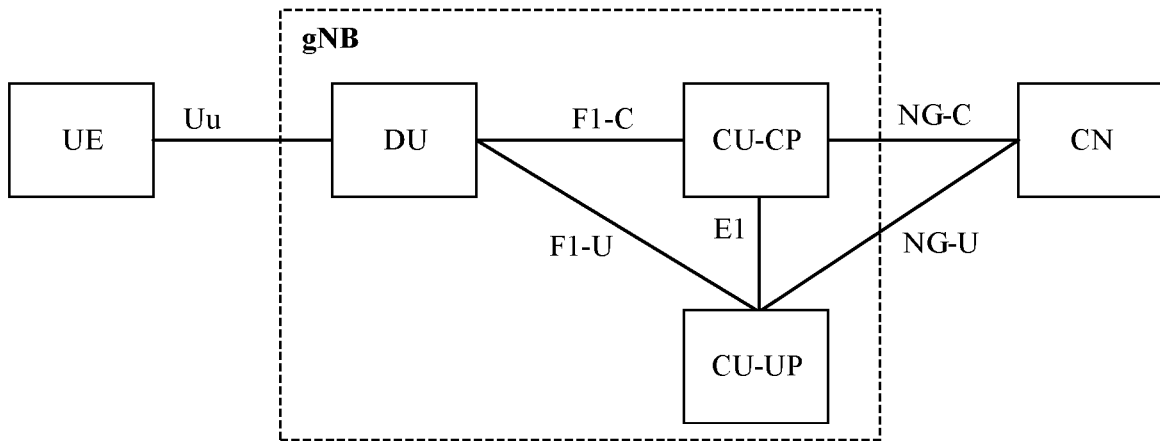 gNB
UE
Uu
DU
F1-C
CU-CP
NG-C
CN
F1-U
E1
NG-U
CU-UP